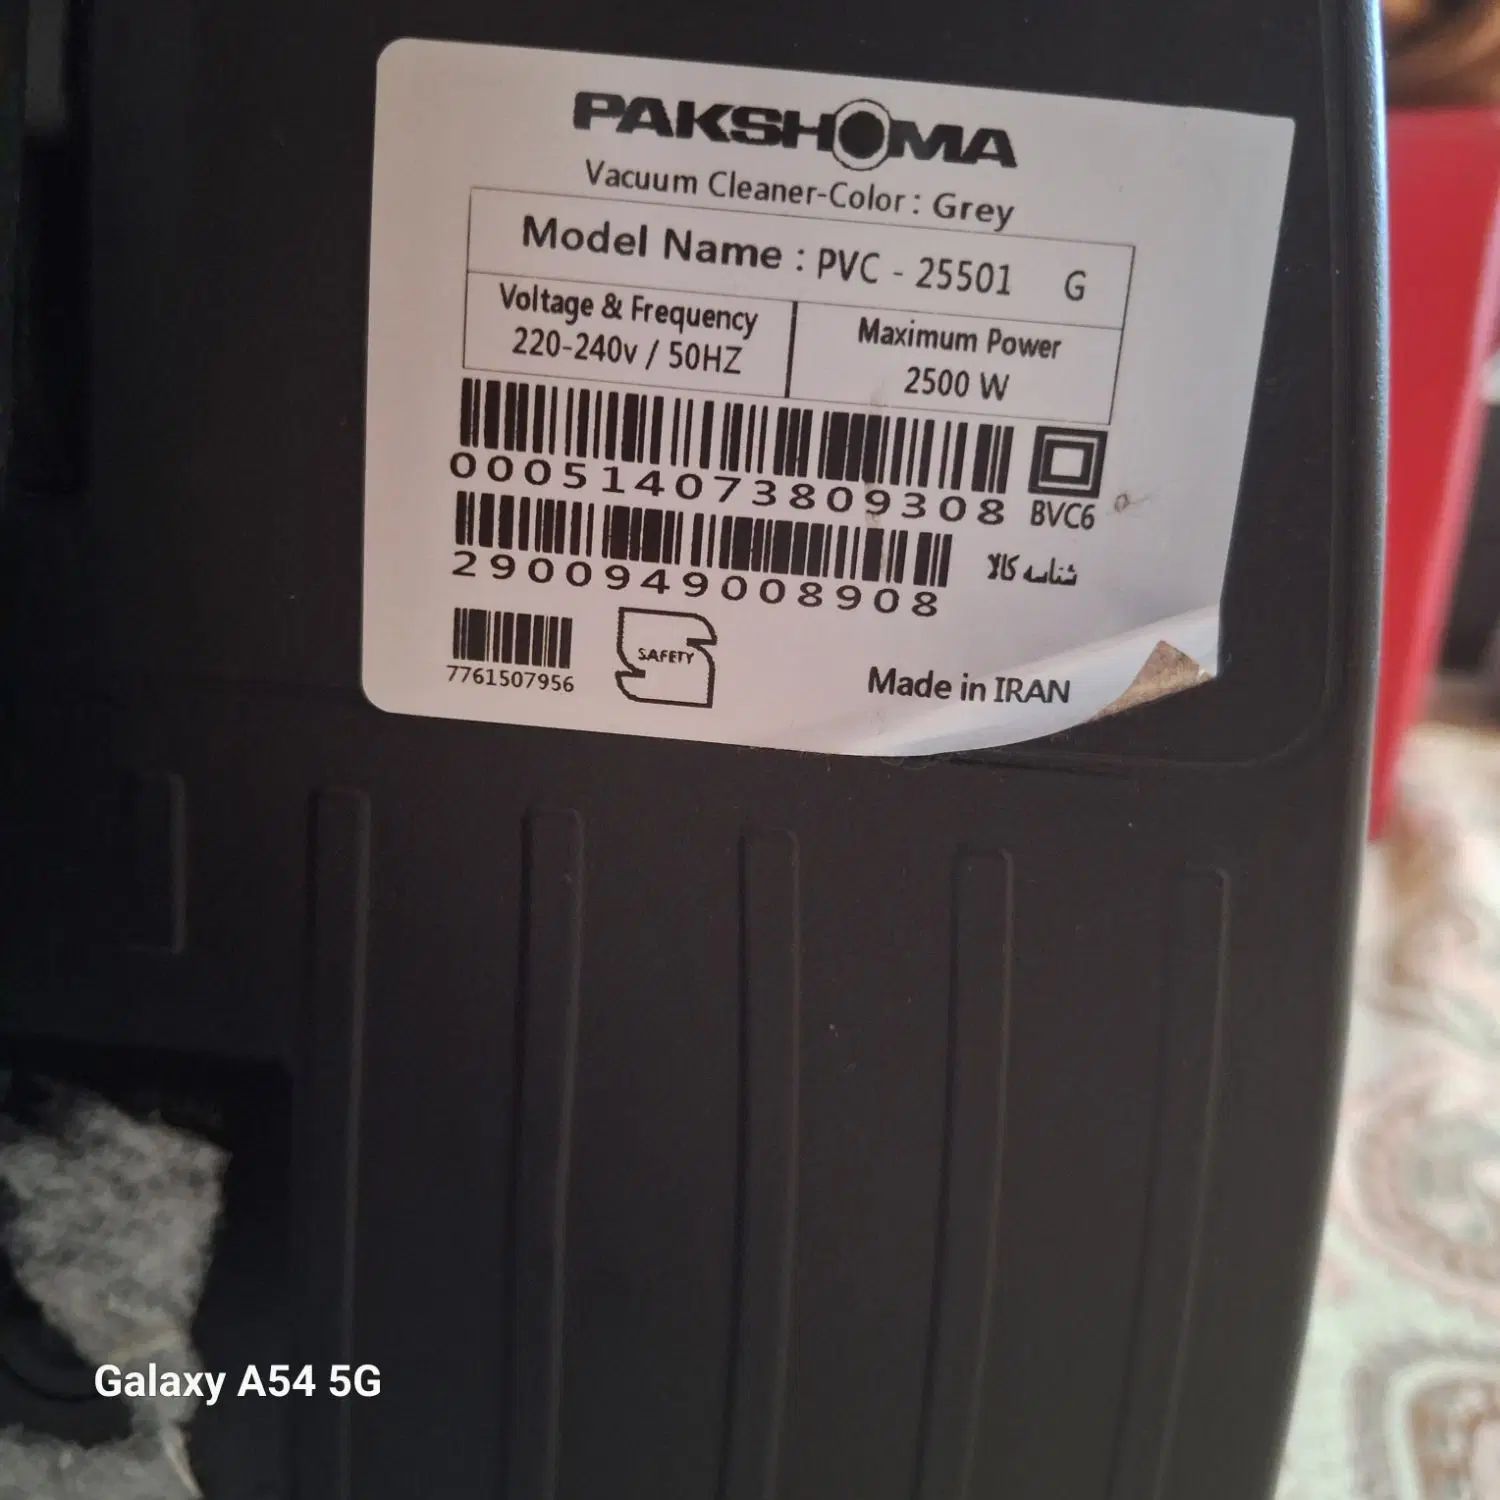 PAKSHOMA
Vacuum Cleaner-Color: Grey
Model Name : PVC - 25501 G
Voltage & Frequency
220-240v / 50HZ
Maximum Power
2500 W
000514073809308
BVC6
2900949008908
شناسه کالا
7761507956
SAFETY
Made in IRAN
Galaxy A54 5G